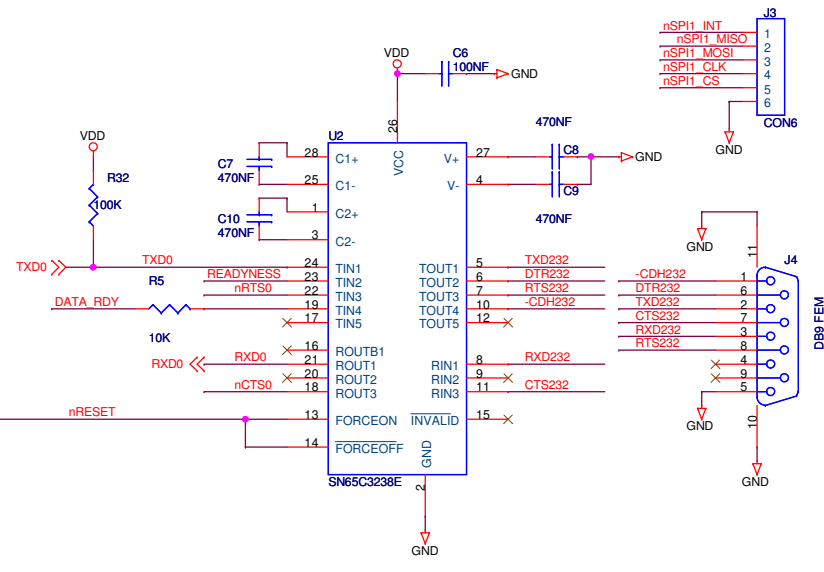 J3
nSPI1_INT 1
nSPI1_MISO 2
nSPI1_MOSI 3
nSPI1_CLK 4
nSPI1_CS 5
6
CON6
GND
VDD
C6
100NF
GND
26
U2
VCC
470NF
C7
470NF
28 C1+
25 C1-
C10
470NF
1 C2+
3 C2-
V+ 27
C8
GND
V- 4
C9
470NF
VDD
R32
100K
TXD0
TXD0 24 TIN1
READYNESS 23 TIN2
nRTS0 22 TIN3
R5
DATA_RDY 19 TIN4
10K
17 TIN5
16 ROUTB1
RXD0
RXD0 21 ROUT1
20 ROUT2
nCTS0 18 ROUT3
nRESET 13 FORCEON
14 FORCEOFF
TOUT1 5 TXD232
TOUT2 6 DTR232
TOUT3 7 RTS232
TOUT4 10 -CDH232
TOUT5 12
RIN1 8 RXD232
RIN2 9
RIN3 11 CTS232
INVALID 15
GND
2
SN65C3238E
GND
GND
11
J4
-CDH232 1
DTR232 6
TXD232 2
CTS232 7
RXD232 3
RTS232 8
4
9
5
DB9 FEM
GND
10
GND